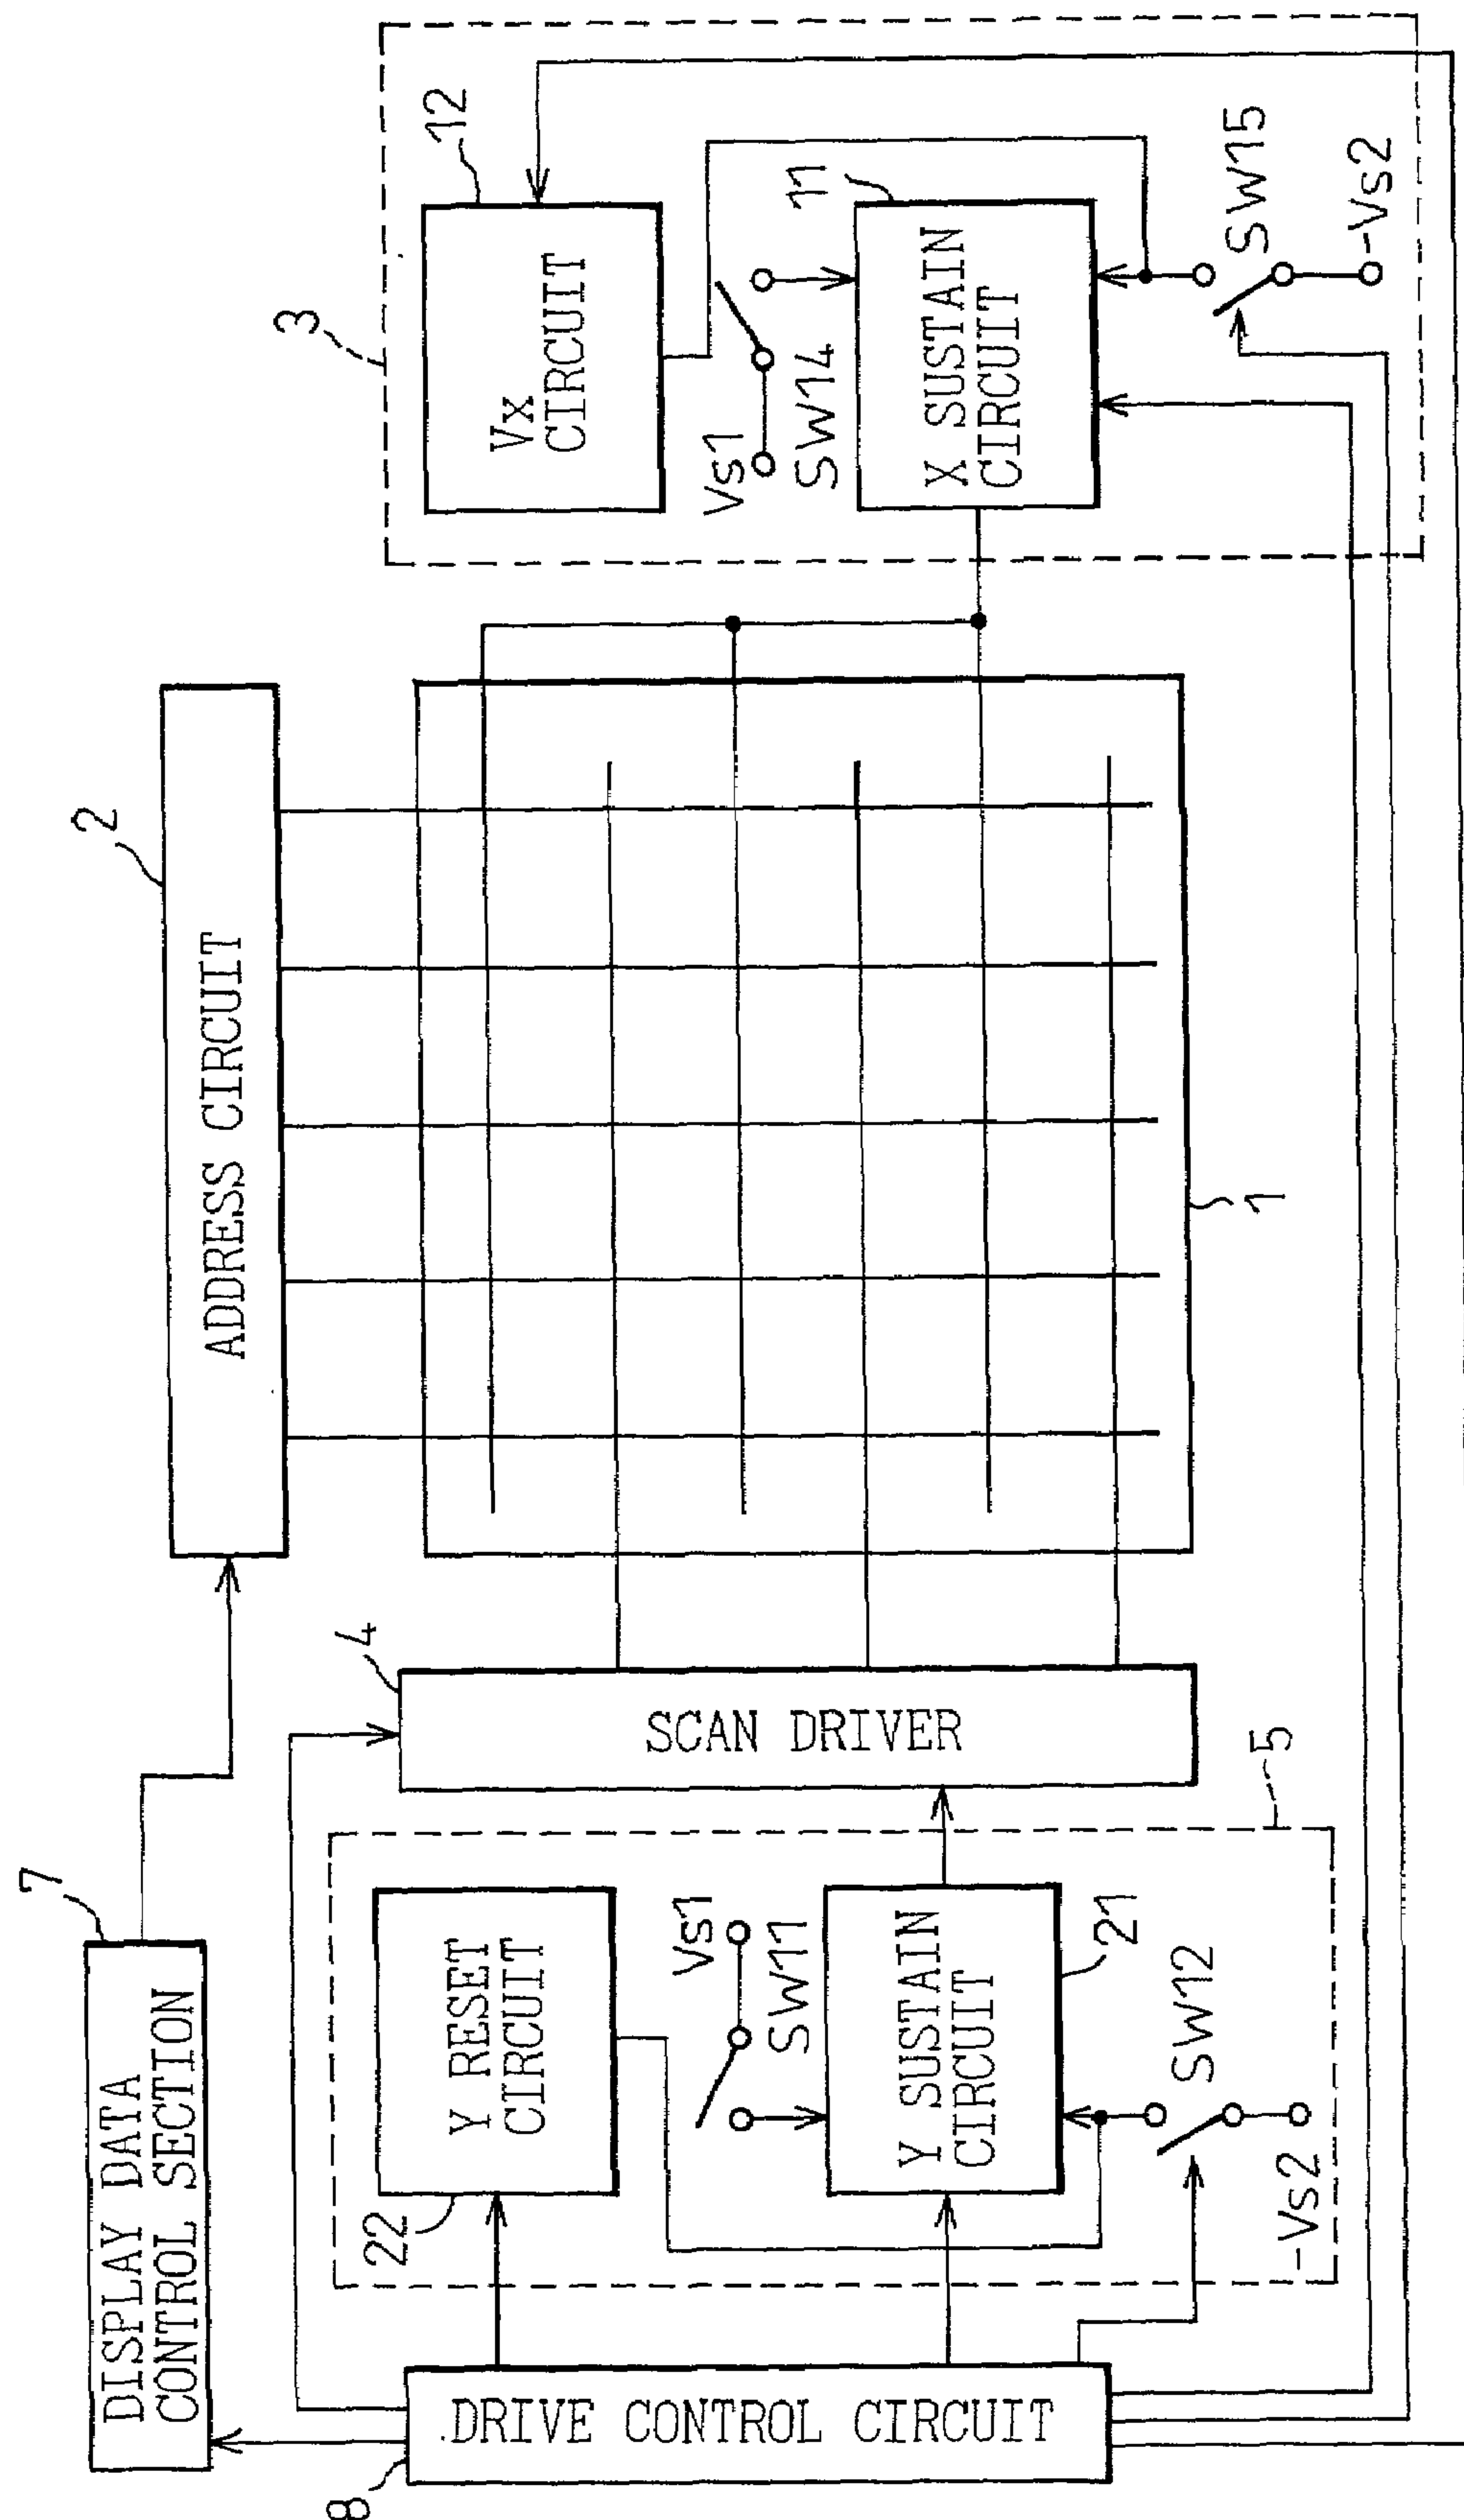 7
DISPLAY DATA
CONTROL SECTION
2
ADDRESS CIRCUIT
8
DRIVE CONTROL CIRCUIT
22
Y RESET
CIRCUIT
Vs1
SW11
Y SUSTAIN
CIRCUIT
21
SW12
-Vs2
5
4
SCAN DRIVER
1
3
12
Vx
CIRCUIT
Vs1
SW14
11
X SUSTAIN
CIRCUIT
SW15
-Vs2